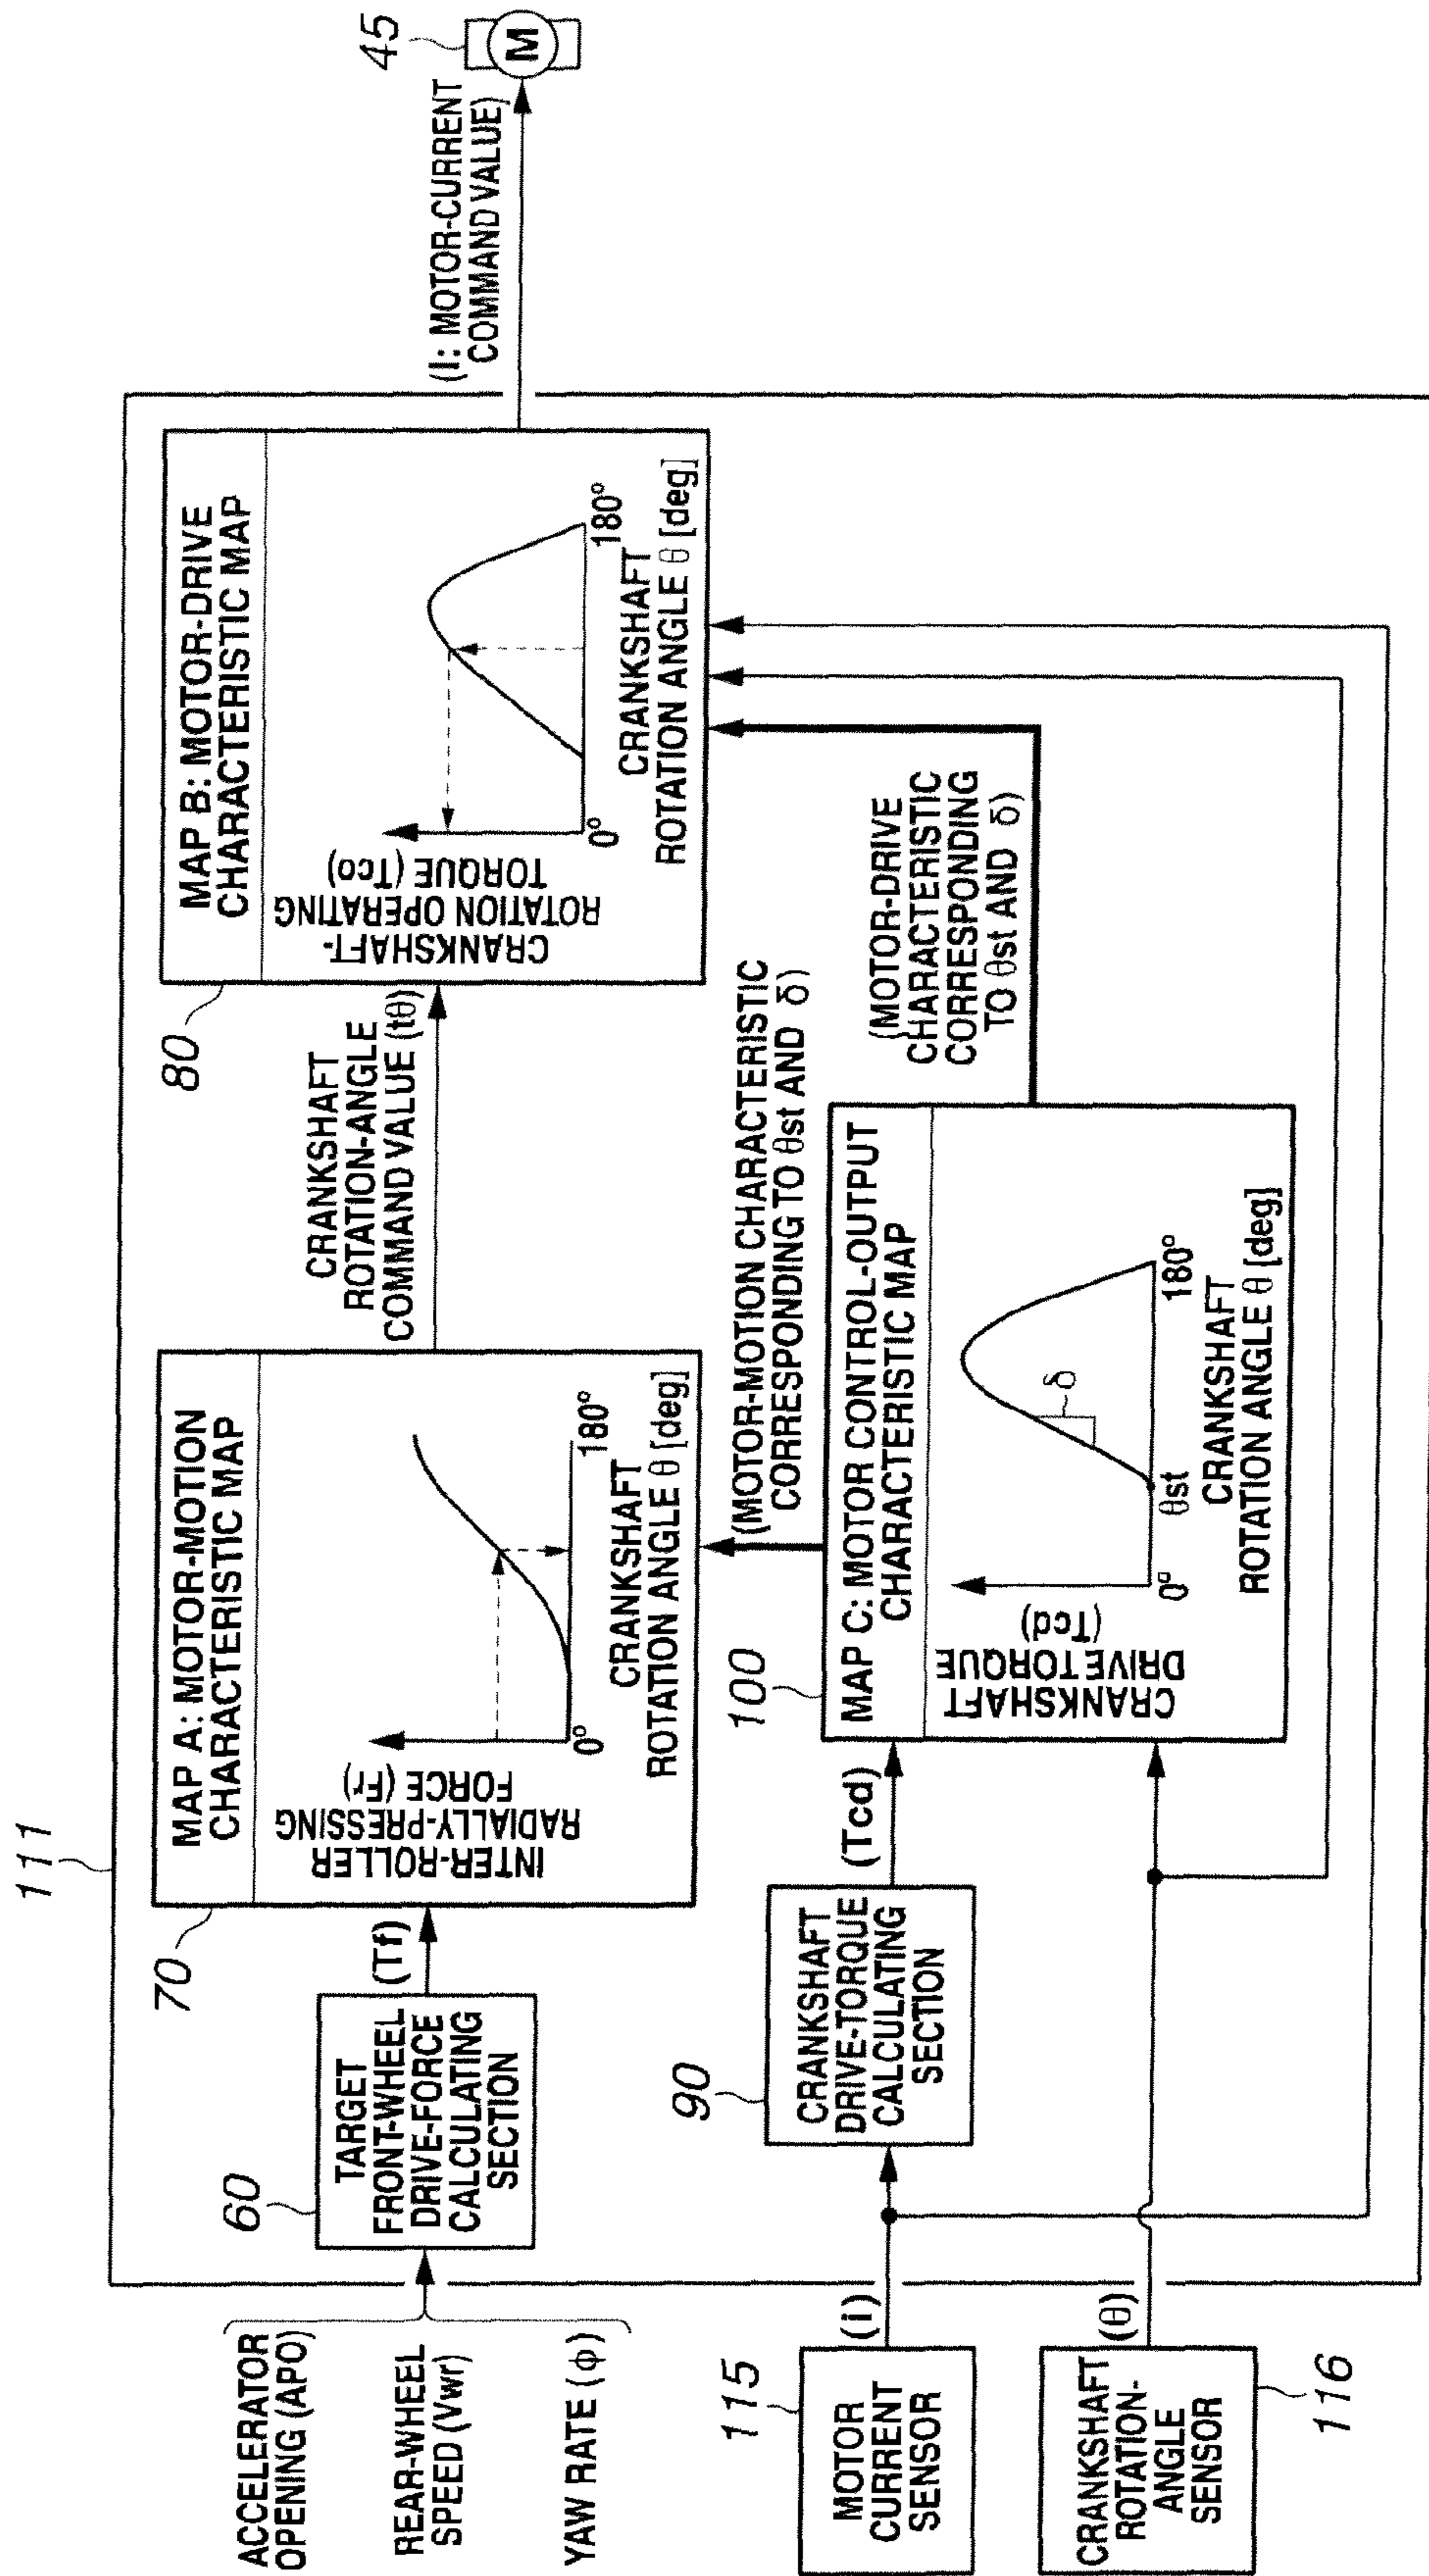 111
ACCELERATOR
OPENING (APO)
REAR-WHEEL
SPEED (Vwr)
YAW RATE (ϕ)
60
TARGET
FRONT-WHEEL
DRIVE-FORCE
CALCULATING
SECTION
(Tf)
70
MAP A: MOTOR-MOTION
CHARACTERISTIC MAP
INTER-ROLLER
RADIALLY-PRESSING
FORCE (Fr)
0°
180°
CRANKSHAFT
ROTATION ANGLE θ [deg]
CRANKSHAFT
ROTATION-ANGLE
COMMAND VALUE (tθ)
80
MAP B: MOTOR-DRIVE
CHARACTERISTIC MAP
CRANKSHAFT-
ROTATION OPERATING
TORQUE (Tco)
0°
180°
CRANKSHAFT
ROTATION ANGLE θ [deg]
(I: MOTOR-CURRENT
COMMAND VALUE)
45
M
115
MOTOR
CURRENT
SENSOR
(i)
90
CRANKSHAFT
DRIVE-TORQUE
CALCULATING
SECTION
(Tcd)
100
MAP C: MOTOR CONTROL-OUTPUT
CHARACTERISTIC MAP
CRANKSHAFT
DRIVE TORQUE
(Tcd)
δ
0°
θst
180°
CRANKSHAFT
ROTATION ANGLE θ [deg]
(MOTOR-MOTION CHARACTERISTIC
CORRESPONDING TO θst AND δ)
(MOTOR-DRIVE
CHARACTERISTIC
CORRESPONDING
TO θst AND δ)
CRANKSHAFT
ROTATION-
ANGLE
SENSOR
(θ)
116